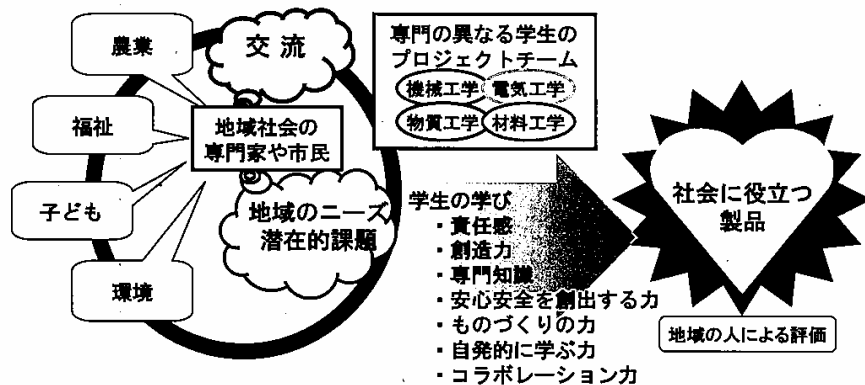 農業
福祉
子ども
環境
交流
地域社会の
専門家や市民
地域のニーズ
潜在的課題
専門の異なる学生の
プロジェクトチーム
機械工学
電気工学
物質工学
材料工学
学生の学び
・責任感
・創造力
・専門知識
・安心安全を創出する力
・ものづくりの力
・自発的に学ぶ力
・コラボレーション力
社会に役立つ
製品
地域の人による評価